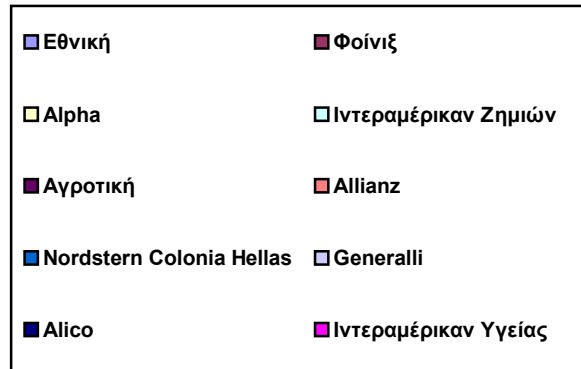 Εθνική Φοίνιξ
Alpha Ιντεραμέρικαν Ζημιών
Αγροτική Allianz
Nordstern Colonia Hellas Generalli
Alico Ιντεραμέρικαν Υγείας